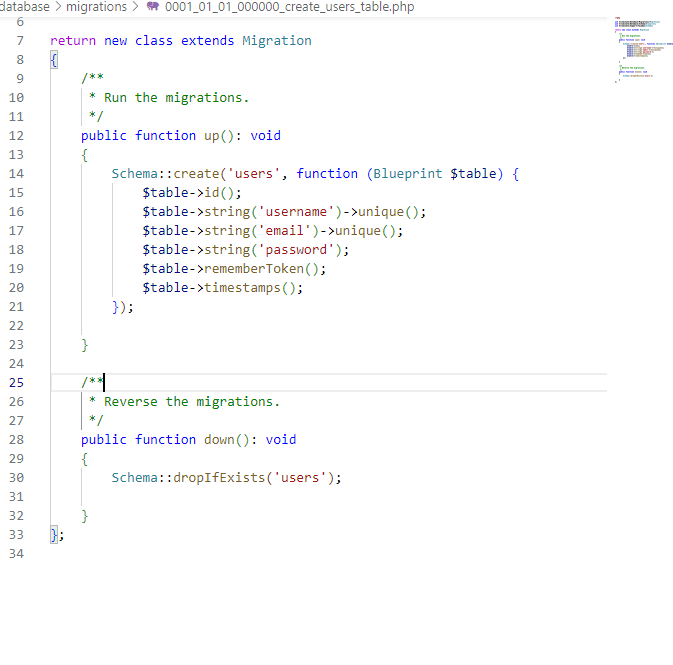 database > migrations > 0001_01_01_000000_create_users_table.php
6
7 return new class extends Migration
8 {
9 /**
10 * Run the migrations.
11 */
12 public function up(): void
13 {
14 Schema::create('users', function (Blueprint $table) {
15 $table->id();
16 $table->string('username')->unique();
17 $table->string('email')->unique();
18 $table->string('password');
19 $table->rememberToken();
20 $table->timestamps();
21 });
22
23 }
24
25 /**
26 * Reverse the migrations.
27 */
28 public function down(): void
29 {
30 Schema::dropIfExists('users');
31
32 }
33 };
34